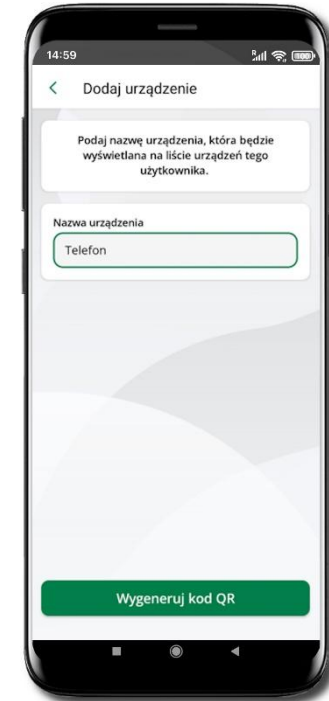 14:59
Dodaj urządzenie
Podaj nazwę urządzenia, która będzie
wyświetlana na liście urządzeń tego
użytkownika.
Nazwa urządzenia
Telefon
Wygeneruj kod QR